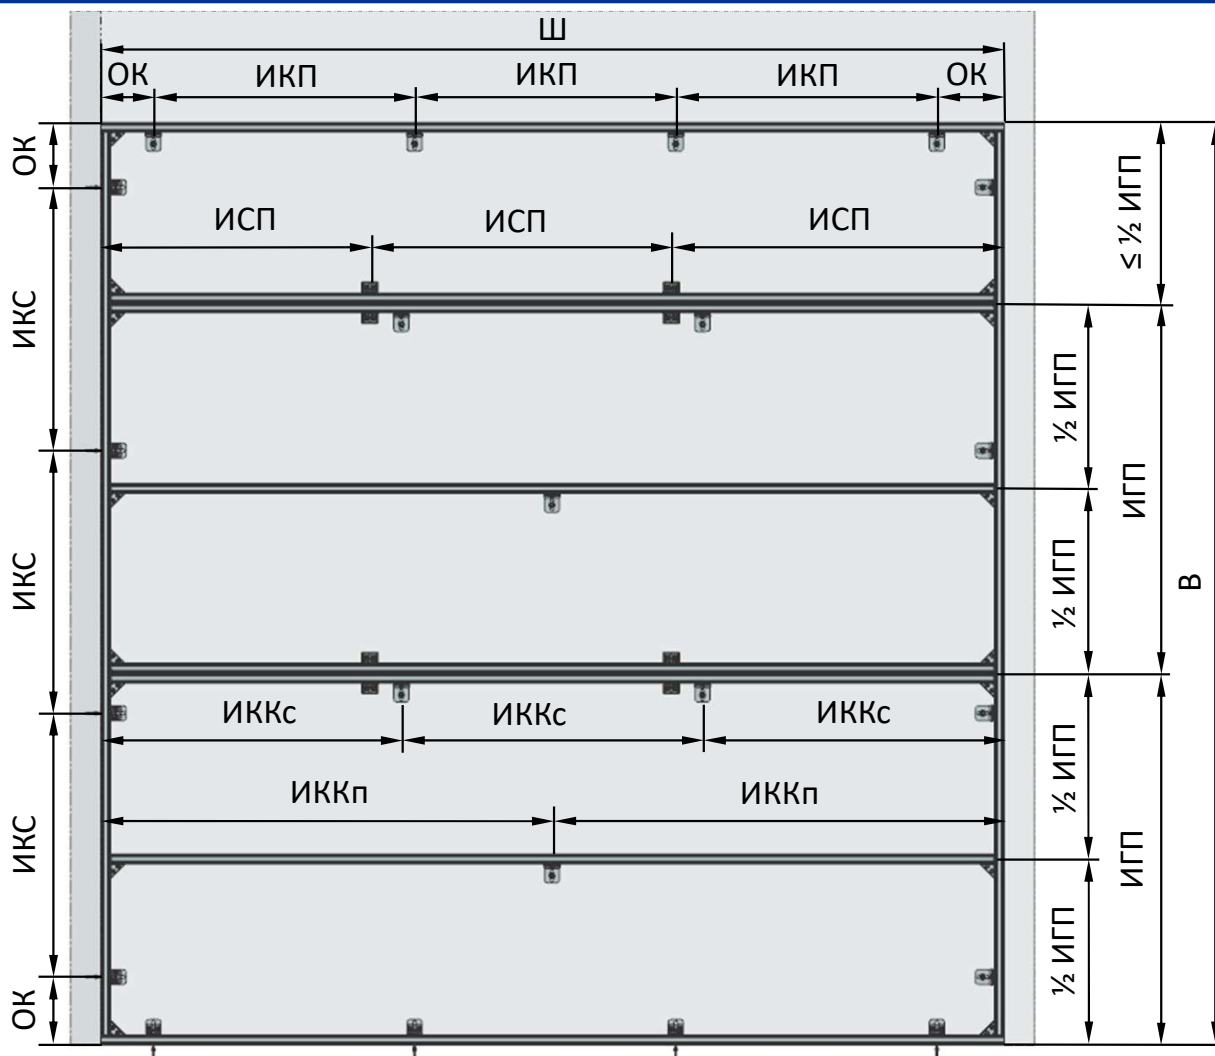 Ш
ОК ИКП ИКП ИКП ОК
ОК
ИСП ИСП ИСП
≤ ½ ИГП
ИКС
½ ИГП
ИГП
ИКС
½ ИГП
В
ИККс ИККс ИККс
½ ИГП
ИККп ИККп
ИКС
ИГП
½ ИГП
ОК